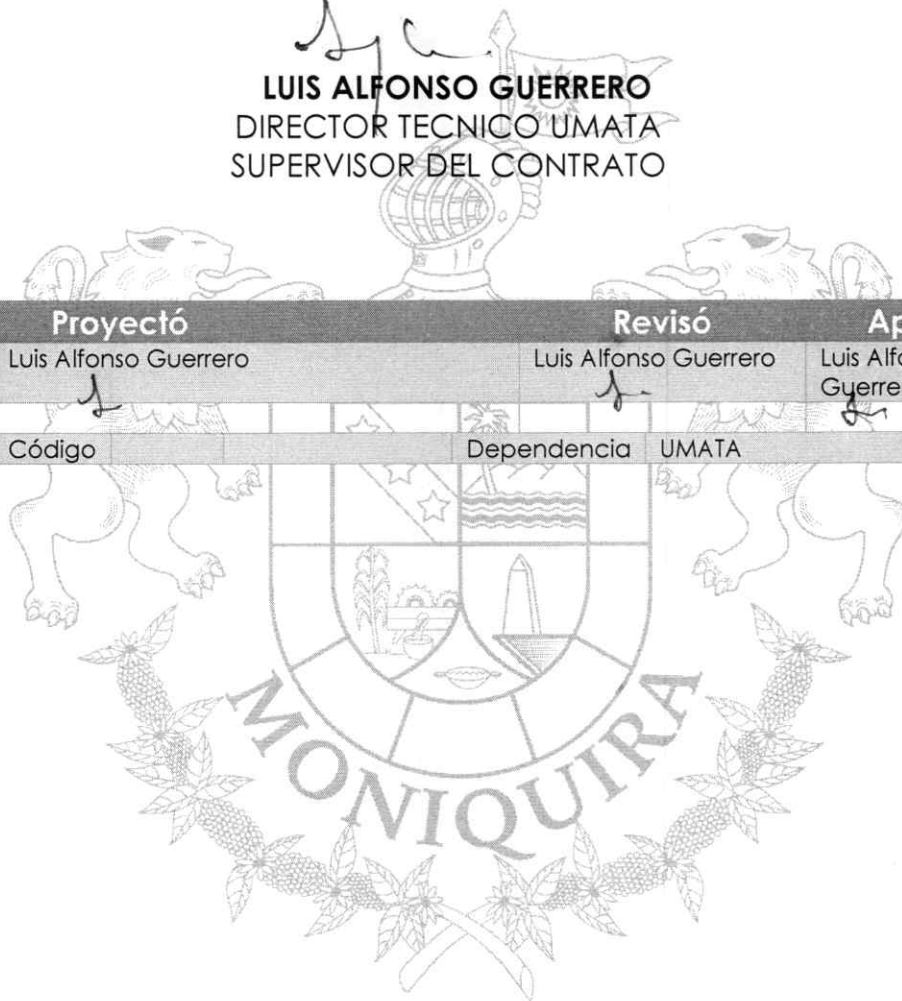 LUIS ALFONSO GUERRERO
DIRECTOR TECNICO UMATA
SUPERVISOR DEL CONTRATO
Proyectó Revisó
Luis Alfonso Guerrero Luis Alfonso Guerrero
Código Dependencia UMATA
MONIQUIRA